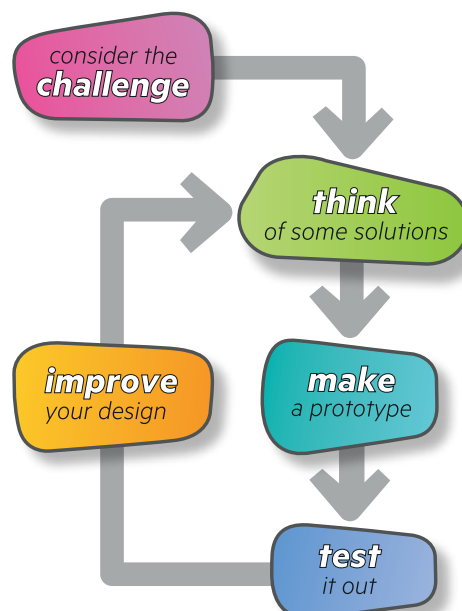 consider the
challenge
think
of some solutions
improve
your design
make
a prototype
test
it out